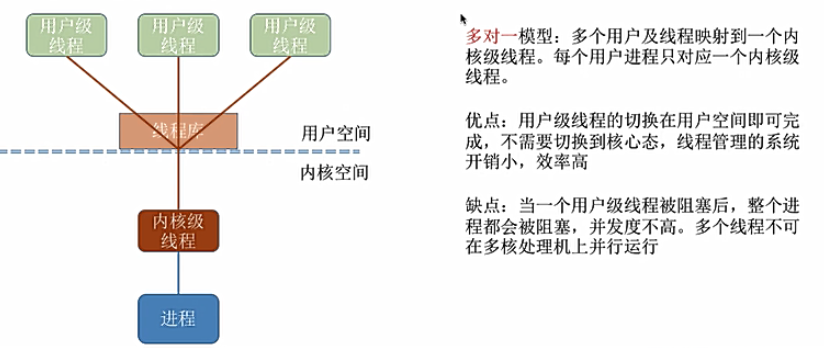 用户级
线程
用户级
线程
用户级
线程
线程库
用户空间
内核空间
内核级
线程
进程
多对一模型：多个用户及线程映射到一个内
核级线程。每个用户进程只对应一个内核级
线程。
优点：用户级线程的切换在用户空间即可完
成，不需要切换到核心态，线程管理的系统
开销小，效率高
缺点：当一个用户级线程被阻塞后，整个进
程都会被阻塞，并发度不高。多个线程不可
在多核处理机上并行运行